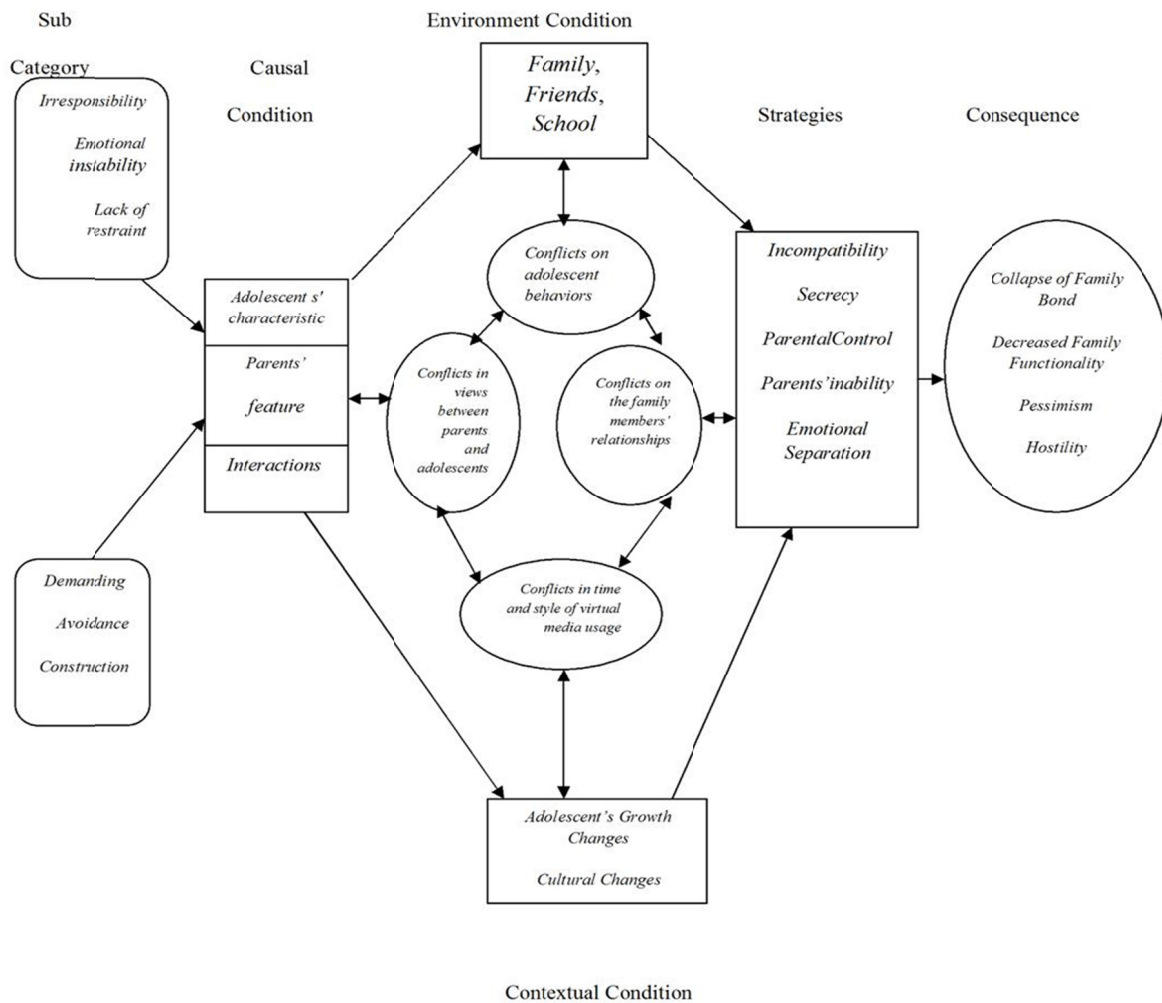 Sub
Category
Causal
Condition
Environment Condition
Strategies
Consequence
Irresponsibility
Emotional
instability
Lack of
restraint
Demanding
Avoidance
Construction
Adolescent s'
characteristic
Parents'
feature
Interactions
Family,
Friends,
School
Conflicts on
adolescent
behaviors
Conflicts in
views between
parents
and
adolescents
Conflicts on
the family
members'
relationships
Conflicts in time
and style of virtual
media usage
Adolescent's Growth
Changes
Cultural Changes
Incompatibility
Secrecy
ParentalControl
Parents'inability
Emotional
Separation
Collapse of Family
Bond
Decreased Family
Functionality
Pessimism
Hostility
Contextual Condition